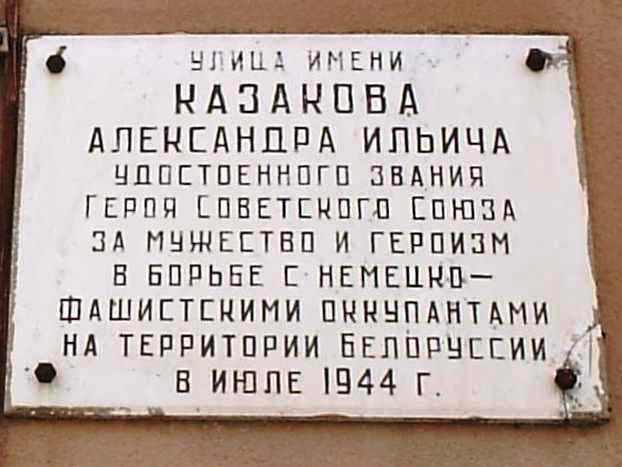 УЛИЦА ИМЕНИ
КАЗАКОВА
АЛЕКСАНДРА ИЛЬИЧА
УДОСТОЕННОГО ЗВАНИЯ
ГЕРОЯ СОВЕТСКОГО СОЮЗА
ЗА МУЖЕСТВО И ГЕРОИЗМ
В БОРЬБЕ С НЕМЕЦКО—
ФАШИСТСКИМИ ОККУПАНТАМИ
НА ТЕРРИТОРИИ БЕЛОРУССИИ
В ИЮЛЕ 1944 Г.